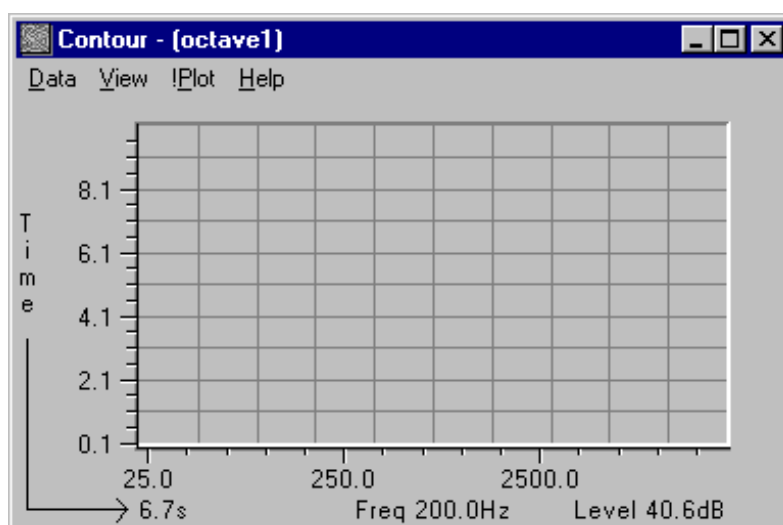 Contour - (octave1)
Data View !Plot Help
8.1
6.1
4.1
2.1
0.1
Time
25.0 250.0 2500.0
6.7s Freq 200.0Hz Level 40.6dB